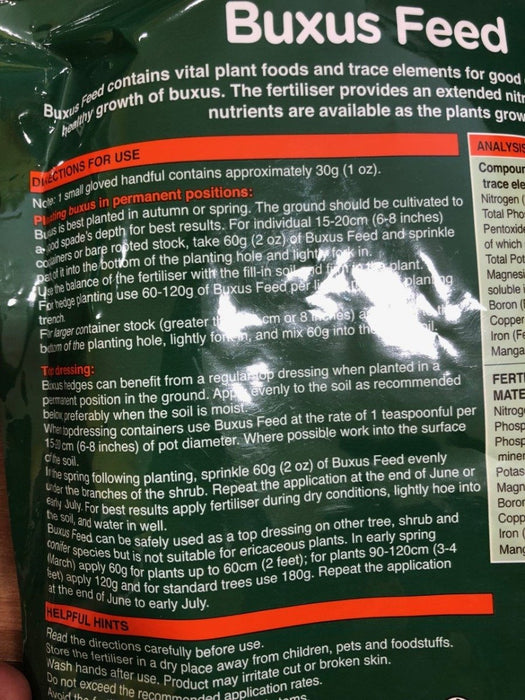 Buxus Feed
Buxus Feed contains vital plant foods and trace elements for good
healthy growth of buxus. The fertiliser provides an extended nitr
nutrients are available as the plants grow
DIRECTIONS FOR USE
Note: 1 small gloved handful contains approximately 30g (1 oz).
Planting buxus in permanent positions:
Buxus is best planted in autumn or spring. The ground should be cultivated to
a good spade's depth for best results. For individual 15-20cm (6-8 inches)
containers or bare rooted stock, take 60g (2 oz) of Buxus Feed and sprinkle
part of it into the bottom of the planting hole and lightly fork in.
Use the balance of the fertiliser with the fill-in soil and firm in the plant.
For hedge planting use 60-120g of Buxus Feed per planting
trench.
For larger container stock (greater cm or 8 inches)
bottom of the planting hole, lightly fork in, and mix 60g into the soil.
Top dressing:
Buxus hedges can benefit from a regular top dressing when planted in a
permanent position in the ground. Apply evenly to the soil as recommended
below, preferably when the soil is moist.
When topdressing containers use Buxus Feed at the rate of 1 teaspoonful per
15-20 cm (6-8 inches) of pot diameter. Where possible work into the surface
of the soil.
In the spring following planting, sprinkle 60g (2 oz) of Buxus Feed evenly
under the branches of the shrub. Repeat the application at the end of June or
early July. For best results apply fertiliser during dry conditions, lightly hoe into
the soil, and water in well.
Buxus Feed can be safely used as a top dressing on other tree, shrub and
conifer species but is not suitable for ericaceous plants. In early spring
(March) apply 60g for plants up to 60cm (2 feet); for plants 90-120cm (3-4
feet) apply 120g and for standard trees use 180g. Repeat the application
at the end of June to early July.
HELPFUL HINTS
Read the directions carefully before use.
Store the fertiliser in a dry place away from children, pets and foodstuffs.
Wash hands after use. Product may irritate cut or broken skin.
Do not exceed the recommended application rates.
Avoid the
ANALYSIS
Compour
trace ele
Nitrogen (
Total Pho
Pentoxide
of which
Total Pot
Magnesi
soluble i
Boron (
Copper
Iron (Fe
Manga
FERTI
MATE
Nitroge
Phosp
Phosp
miner
Potas
Magn
Boror
Copp
Iron (
Mang